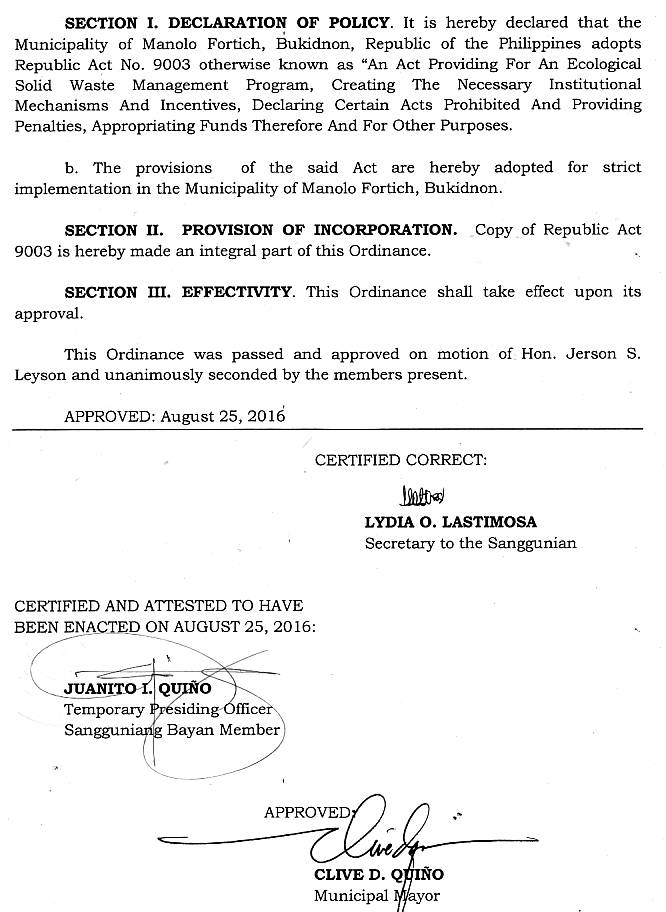 SECTION I. DECLARATION OF POLICY. It is hereby declared that the
Municipality of Manolo Fortich, Bukidnon, Republic of the Philippines adopts
Republic Act No. 9003 otherwise known as “An Act Providing For An Ecological
Solid Waste Management Program, Creating The Necessary Institutional
Mechanisms And Incentives, Declaring Certain Acts Prohibited And Providing
Penalties, Appropriating Funds Therefore And For Other Purposes.
b. The provisions of the said Act are hereby adopted for strict
implementation in the Municipality of Manolo Fortich, Bukidnon.
SECTION II. PROVISION OF INCORPORATION. Copy of Republic Act
9003 is hereby made an integral part of this Ordinance.
SECTION III. EFFECTIVITY. This Ordinance shall take effect upon its
approval.
This Ordinance was passed and approved on motion of Hon. Jerson S.
Leyson and unanimously seconded by the members present.
APPROVED: August 25, 2016
CERTIFIED CORRECT:
LYDIA O. LASTIMOSA
Secretary to the Sanggunian
CERTIFIED AND ATTESTED TO HAVE
BEEN ENACTED ON AUGUST 25, 2016:
JUANITO I. QUIÑO
Temporary Presiding Officer
Sangguniang Bayan Member
APPROVED:
CLIVE D. QUIÑO
Municipal Mayor